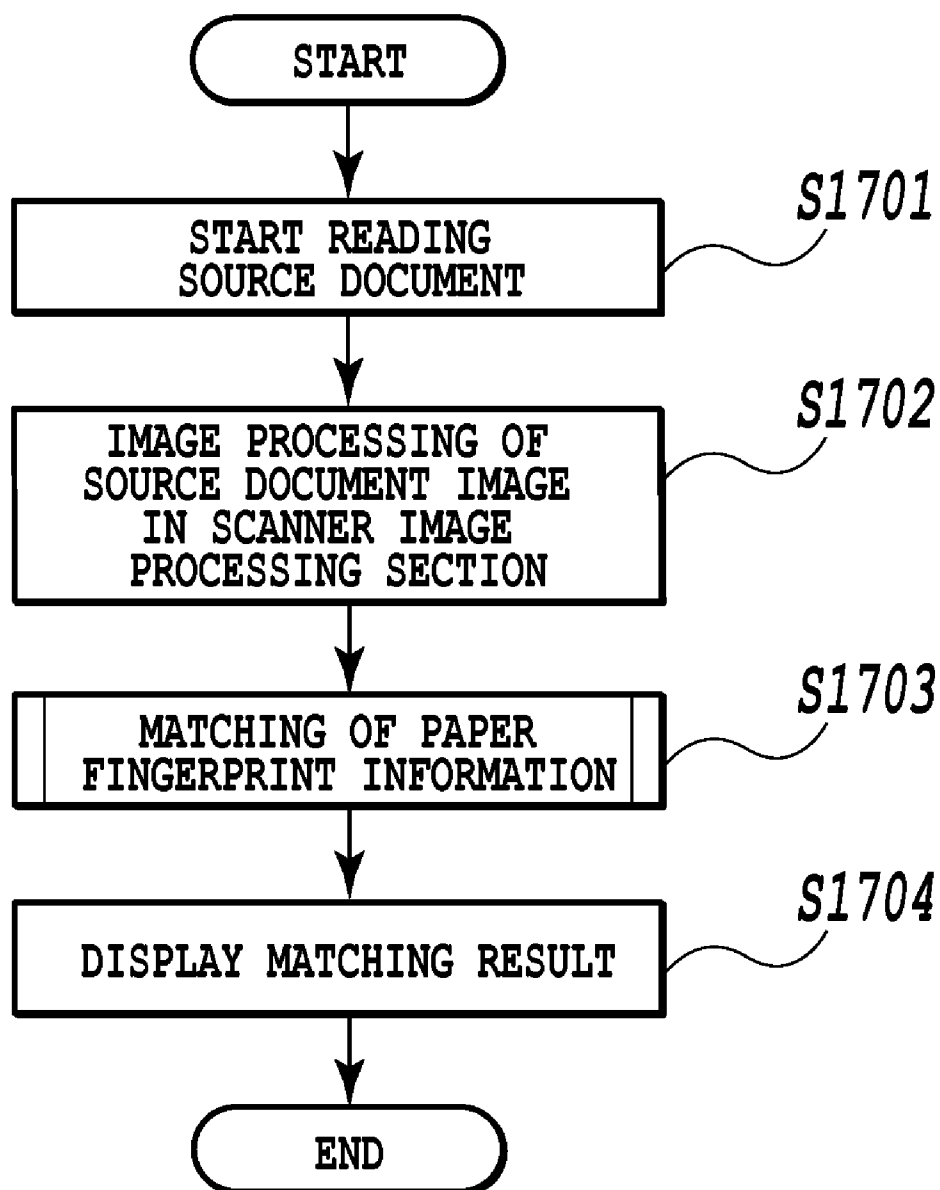 START
START READING
SOURCE DOCUMENT
S1701
IMAGE PROCESSING OF
SOURCE DOCUMENT IMAGE
IN SCANNER IMAGE
PROCESSING SECTION
S1702
MATCHING OF PAPER
FINGERPRINT INFORMATION
S1703
DISPLAY MATCHING RESULT
S1704
END